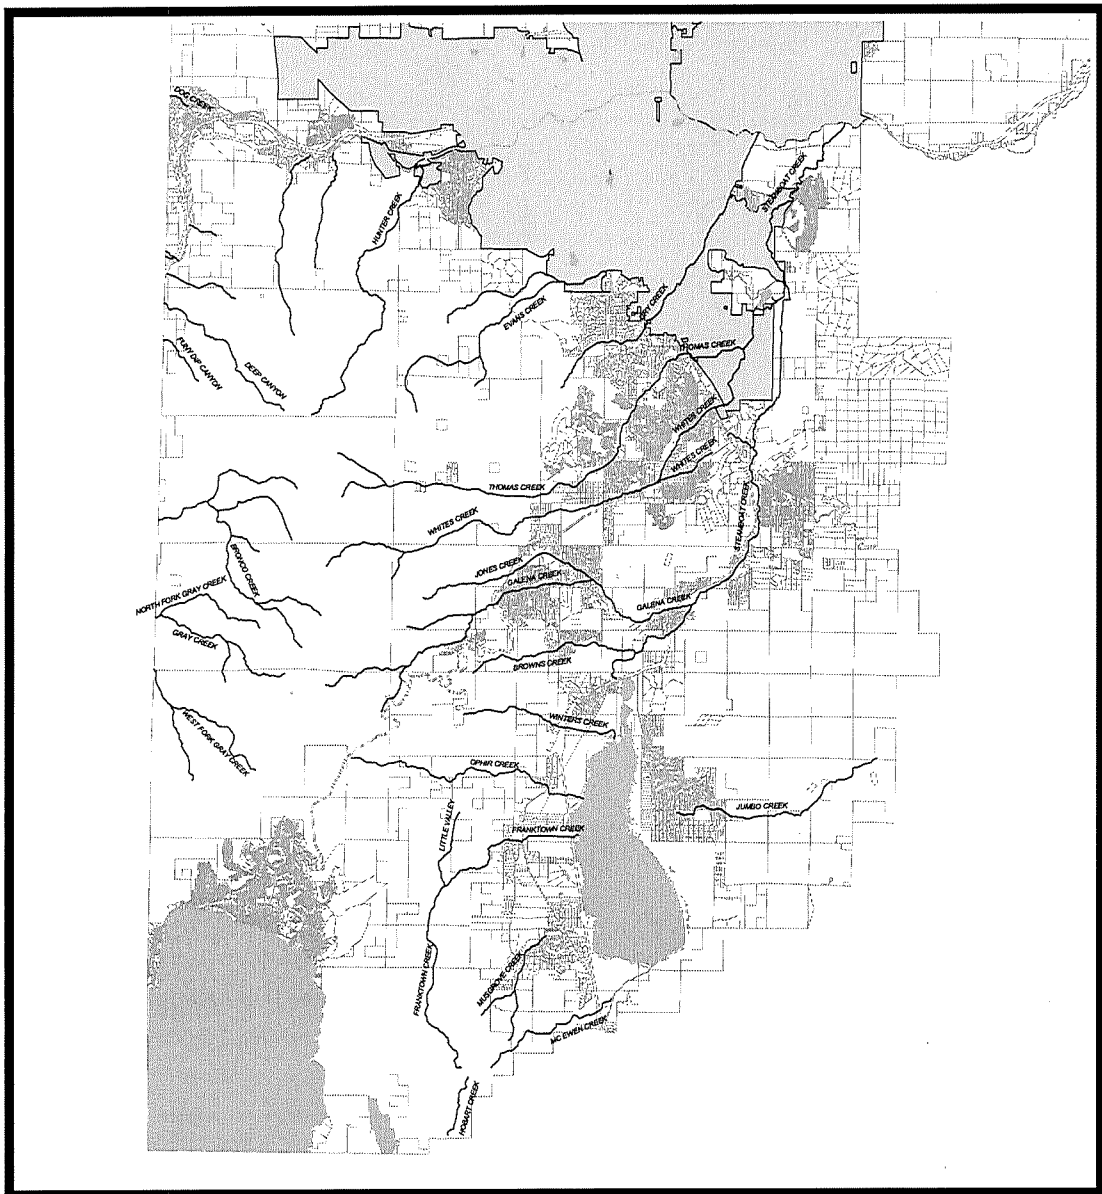 DOG CREEK
STEAMBOAT CREEK
HUNTER CREEK
EVANS CREEK
DRY CREEK
THOMAS CREEK
FUNY DIP CANYON
DEEP CANYON
WHITES CREEK
WHITES CREEK
THOMAS CREEK
WHITES CREEK
STEAMBOAT CREEK
BRONCO CREEK
JONES CREEK
GALENA CREEK
NORTH FORK GRAY CREEK
GALENA CREEK
GRAY CREEK
BROWNS CREEK
WEST FORK GRAY CREEK
WINTERS CREEK
OPHIR CREEK
JUMBO CREEK
LITTLE VALLEY
FRANKTOWN CREEK
FRANKTOWN CREEK
MUSGROVE CREEK
MC EWEN CREEK
HOBART CREEK